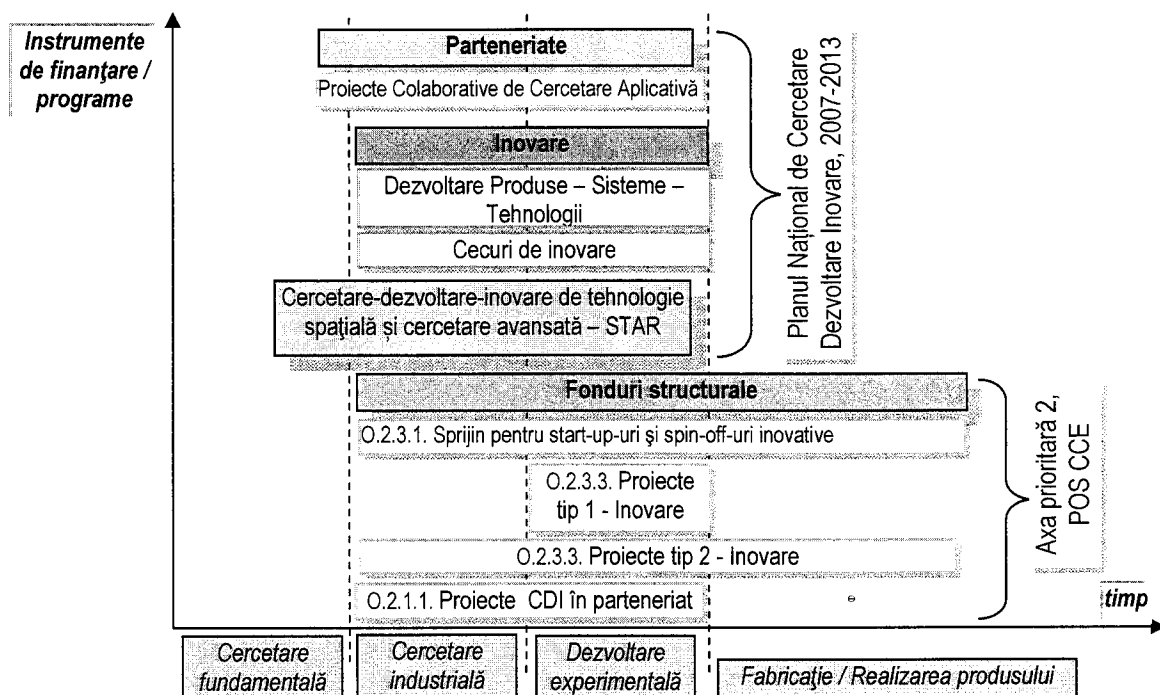 Instrumente
de finanţare /
programe
Parteneriate
Proiecte Colaborative de Cercetare Aplicativă
Inovare
Dezvoltare Produse – Sisteme –
Tehnologii
Cecuri de inovare
Cercetare-dezvoltare-inovare de tehnologie
spaţială și cercetare avansată – STAR
Planul Național de Cercetare
Dezvoltare Inovare, 2007-2013
Fonduri structurale
O.2.3.1. Sprijin pentru start-up-uri şi spin-off-uri inovative
O.2.3.3. Proiecte
tip 1 - Inovare
O.2.3.3. Proiecte tip 2 - Inovare
O.2.1.1. Proiecte CDI în parteneriat
Axa prioritară 2,
POS CCE
timp
Cercetare
fundamentală
Cercetare
industrială
Dezvoltare
experimentală
Fabricaţie / Realizarea produsului